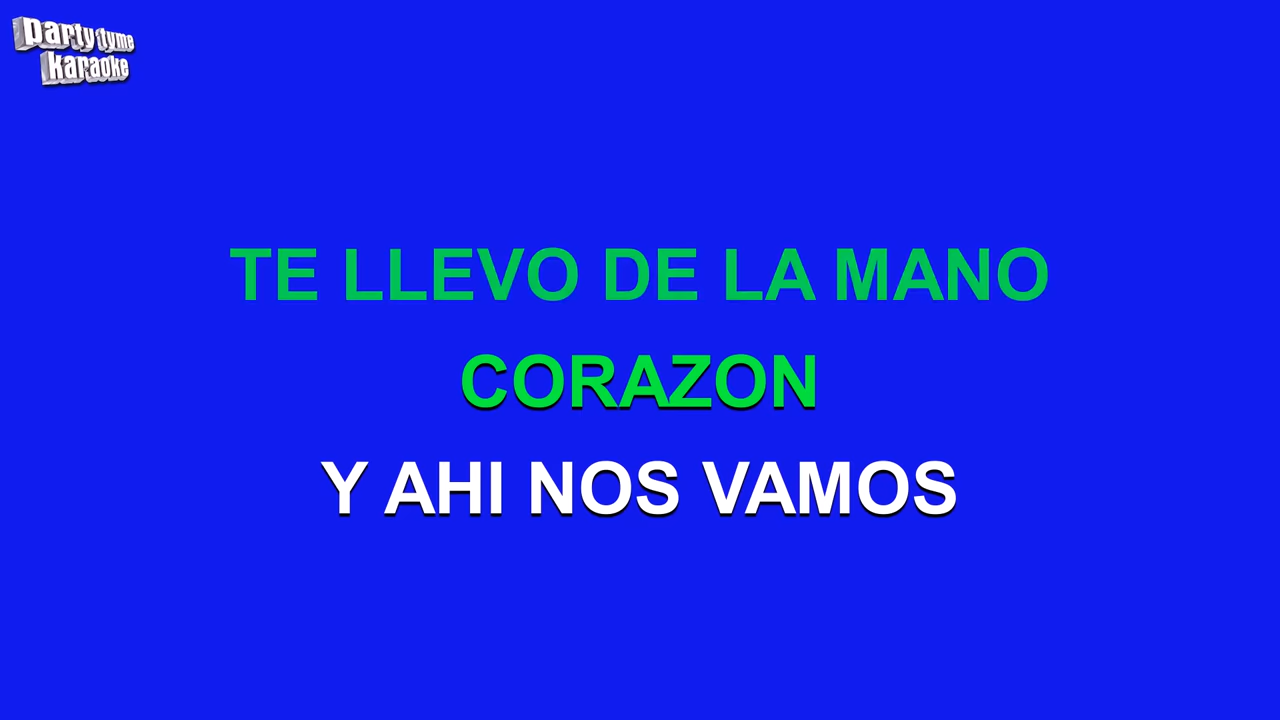 party tyme
karaoke
TE LLEVO DE LA MANO
CORAZON
Y AHI NOS VAMOS